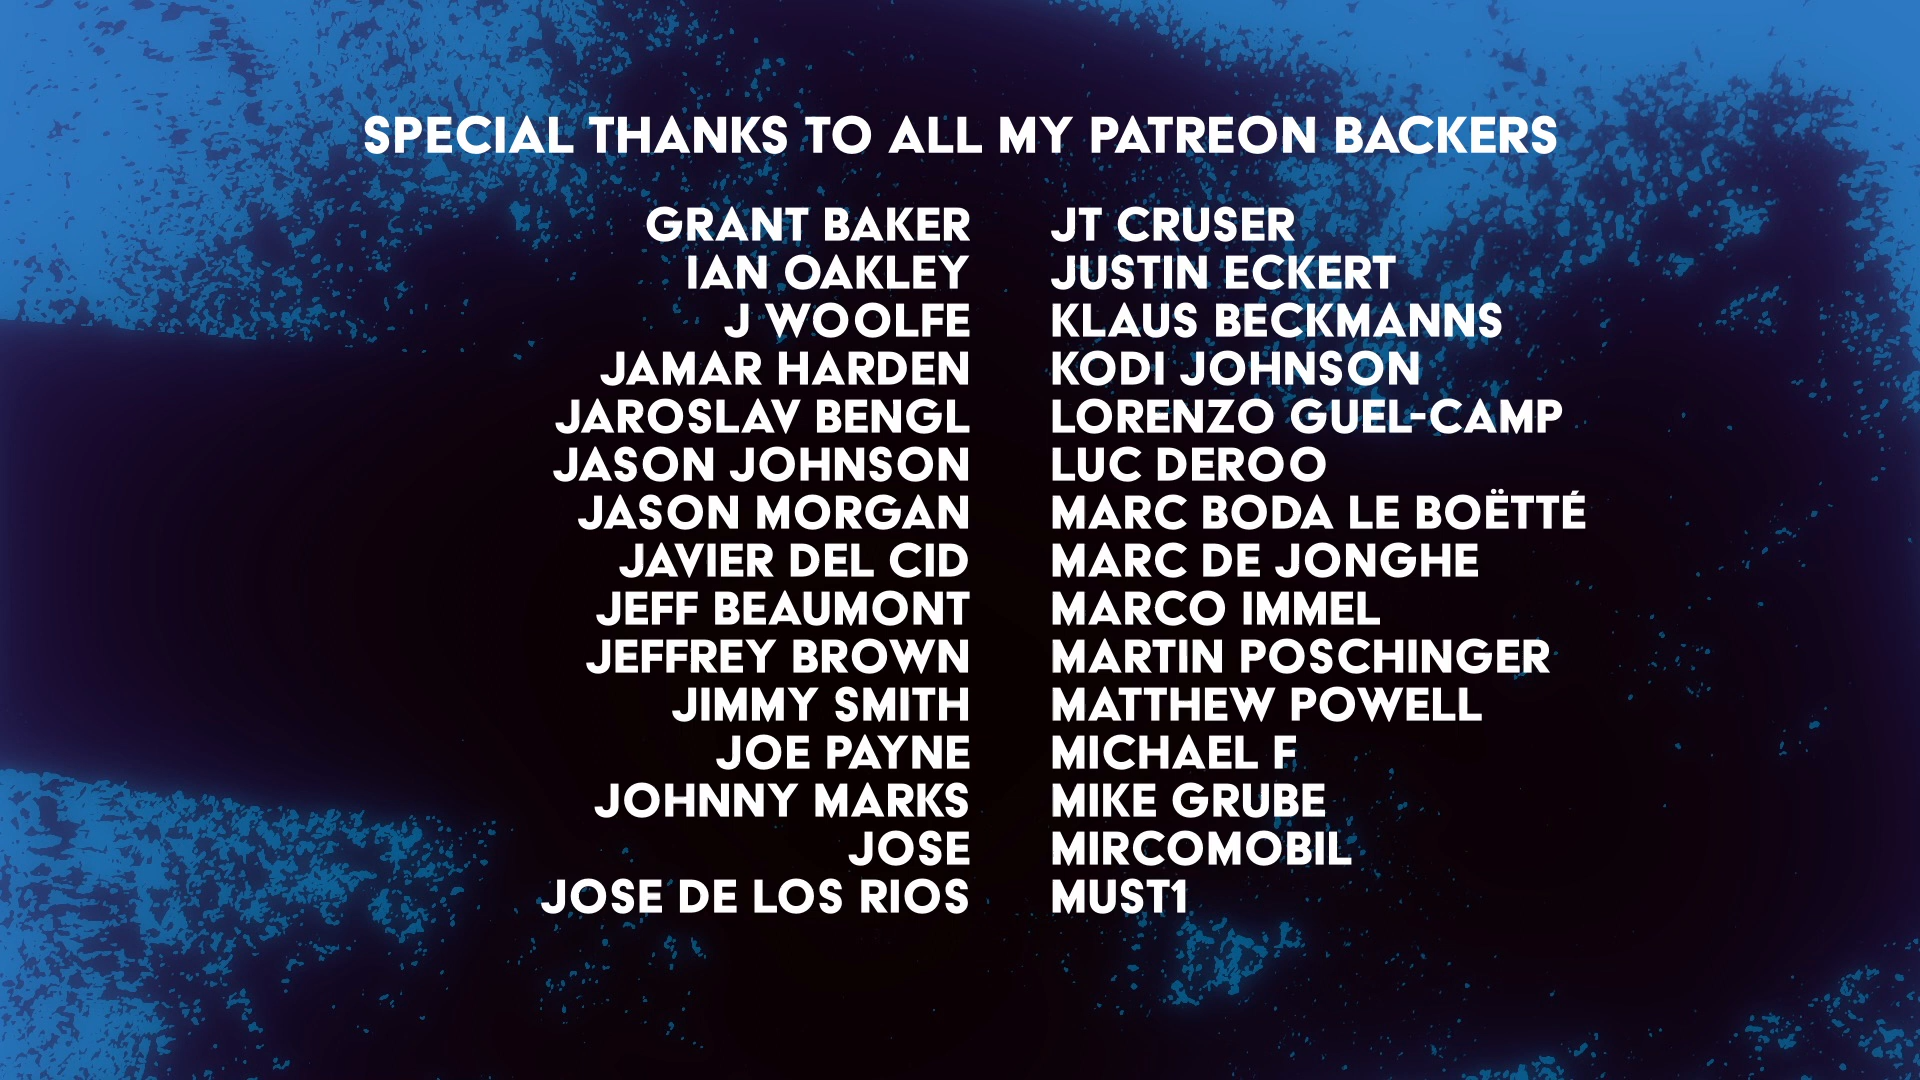 SPECIAL THANKS TO ALL MY PATREON BACKERS
GRANT BAKER
IAN OAKLEY
J WOOLFE
JAMAR HARDEN
JAROSLAV BENGL
JASON JOHNSON
JASON MORGAN
JAVIER DEL CID
JEFF BEAUMONT
JEFFREY BROWN
JIMMY SMITH
JOE PAYNE
JOHNNY MARKS
JOSE
JOSE DE LOS RIOS
JT CRUSER
JUSTIN ECKERT
KLAUS BECKMANNS
KODI JOHNSON
LORENZO GUEL-CAMP
LUC DEROO
MARC BODA LE BOËTTÉ
MARC DE JONGHE
MARCO IMMEL
MARTIN POSCHINGER
MATTHEW POWELL
MICHAEL F
MIKE GRUBE
MIRCOMOBIL
MUST1